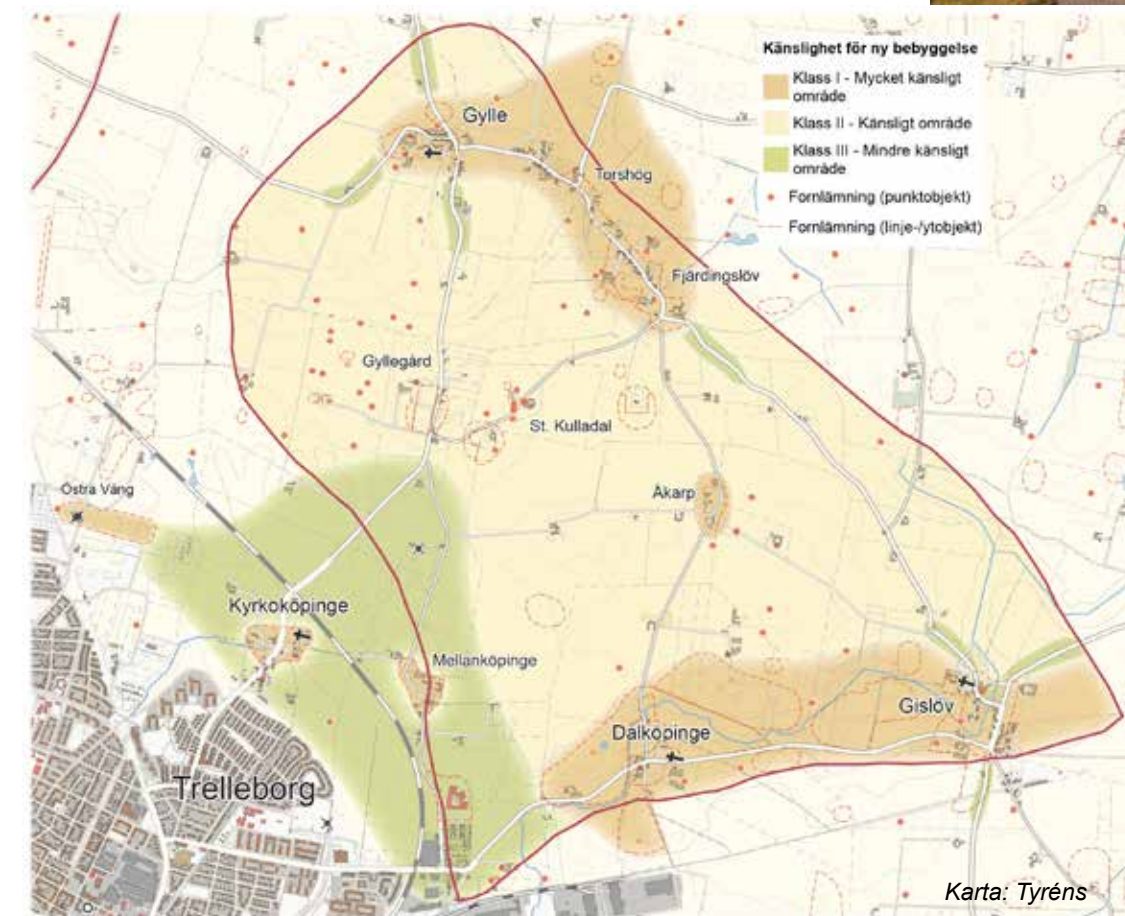 Känslighet för ny bebyggelse
Klass I - Mycket känsligt
område
Klass II - Känsligt område
Klass III - Mindre känsligt
område
Fornlämning (punktobjekt)
Fornlämning (linje-/ytobjekt)
Gylle
Torshög
Fjärdingslöv
Gyllegård
St. Kulladal
Östra Vång
Åkarp
Kyrkoköpinge
Mellanköpinge
Gislöv
Dalköpinge
Trelleborg
Karta: Tyréns